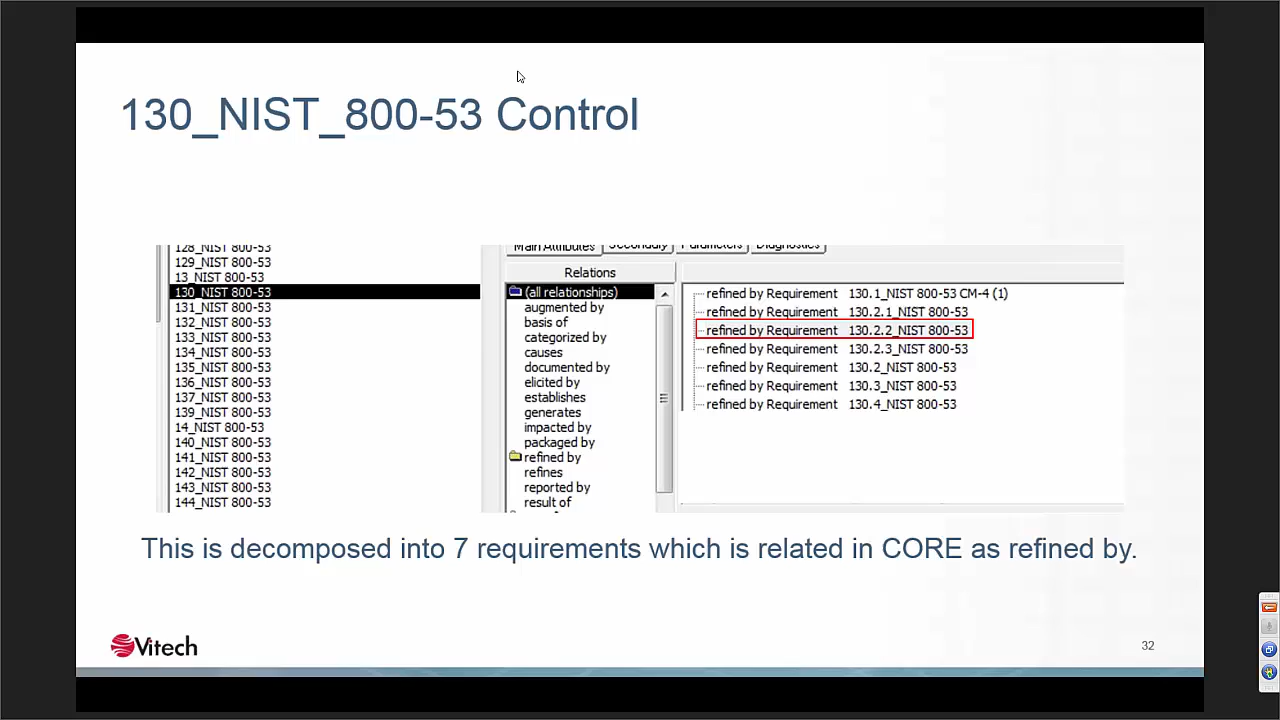 130_NIST_800-53 Control
128_NIST 800-53
129_NIST 800-53
13_NIST 800-53
130_NIST 800-53
131_NIST 800-53
132_NIST 800-53
133_NIST 800-53
134_NIST 800-53
135_NIST 800-53
136_NIST 800-53
137_NIST 800-53
139_NIST 800-53
14_NIST 800-53
140_NIST 800-53
141_NIST 800-53
142_NIST 800-53
143_NIST 800-53
144_NIST 800-53
Main Attributes Secondary Parameters Diagnostics
Relations
(all relationships)
augmented by
basis of
categorized by
causes
documented by
elicited by
establishes
generates
impacted by
packaged by
refined by
refines
reported by
result of
refined by Requirement 130.1_NIST 800-53 CM-4 (1)
refined by Requirement 130.2.1_NIST 800-53
refined by Requirement 130.2.2_NIST 800-53
refined by Requirement 130.2.3_NIST 800-53
refined by Requirement 130.2_NIST 800-53
refined by Requirement 130.3_NIST 800-53
refined by Requirement 130.4_NIST 800-53
This is decomposed into 7 requirements which is related in CORE as refined by.
Vitech
32